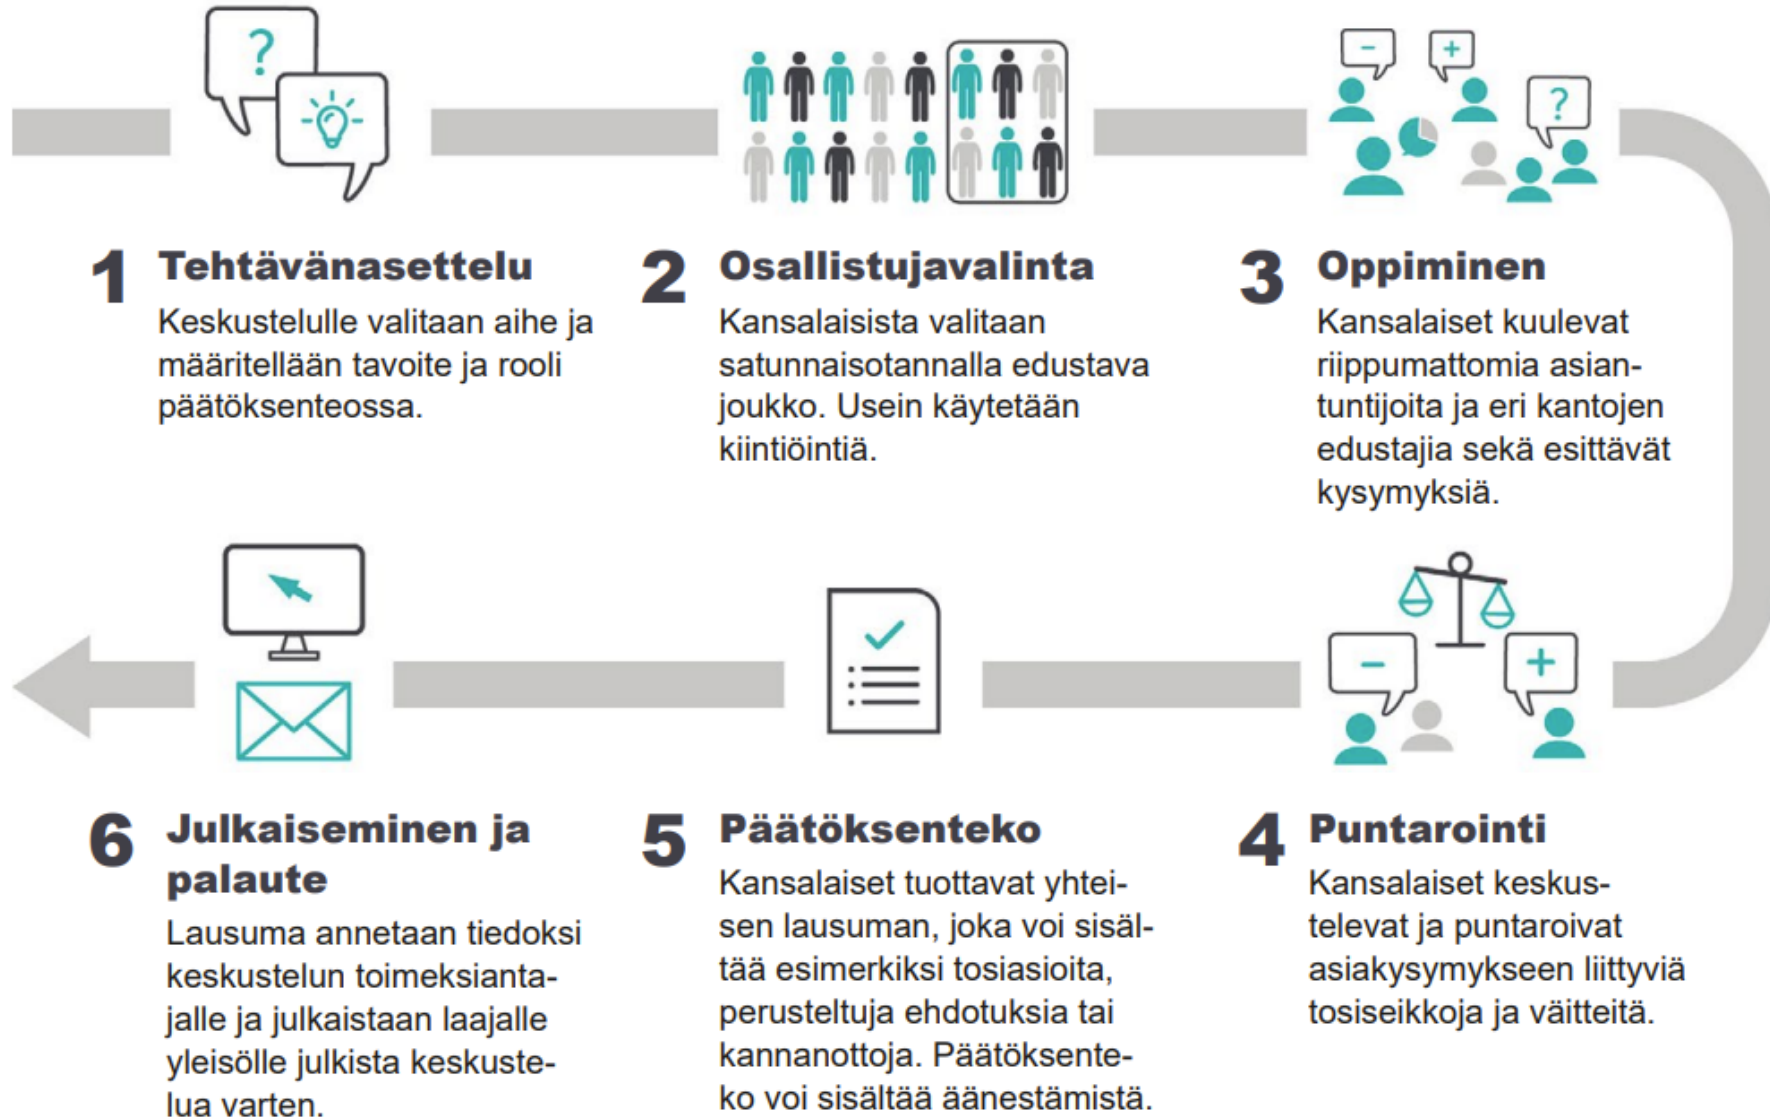 ?
1 Tehtävänasettelu
Keskustelulle valitaan aihe ja
määritellään tavoite ja rooli
päätöksenteossa.
2 Osallistujavalinta
Kansalaisista valitaan
satunnaisotannalla edustava
joukko. Usein käytetään
kiintiöintiä.
- +
?
3 Oppiminen
Kansalaiset kuulevat
riippumattomia asian-
tuntijoita ja eri kantojen
edustajia sekä esittävät
kysymyksiä.
- +
4 Puntarointi
Kansalaiset keskus-
televat ja puntaroivat
asiakysymykseen liittyviä
tosiseikkoja ja väitteitä.
5 Päätöksenteko
Kansalaiset tuottavat yhtei-
sen lausuman, joka voi sisäl-
tää esimerkiksi tosiasioita,
perusteltuja ehdotuksia tai
kannanottoja. Päätöksente-
ko voi sisältää äänestämistä.
6 Julkaiseminen ja
palaute
Lausuma annetaan tiedoksi
keskustelun toimeksianta-
jalle ja julkaistaan laajalle
yleisölle julkista keskuste-
lua varten.